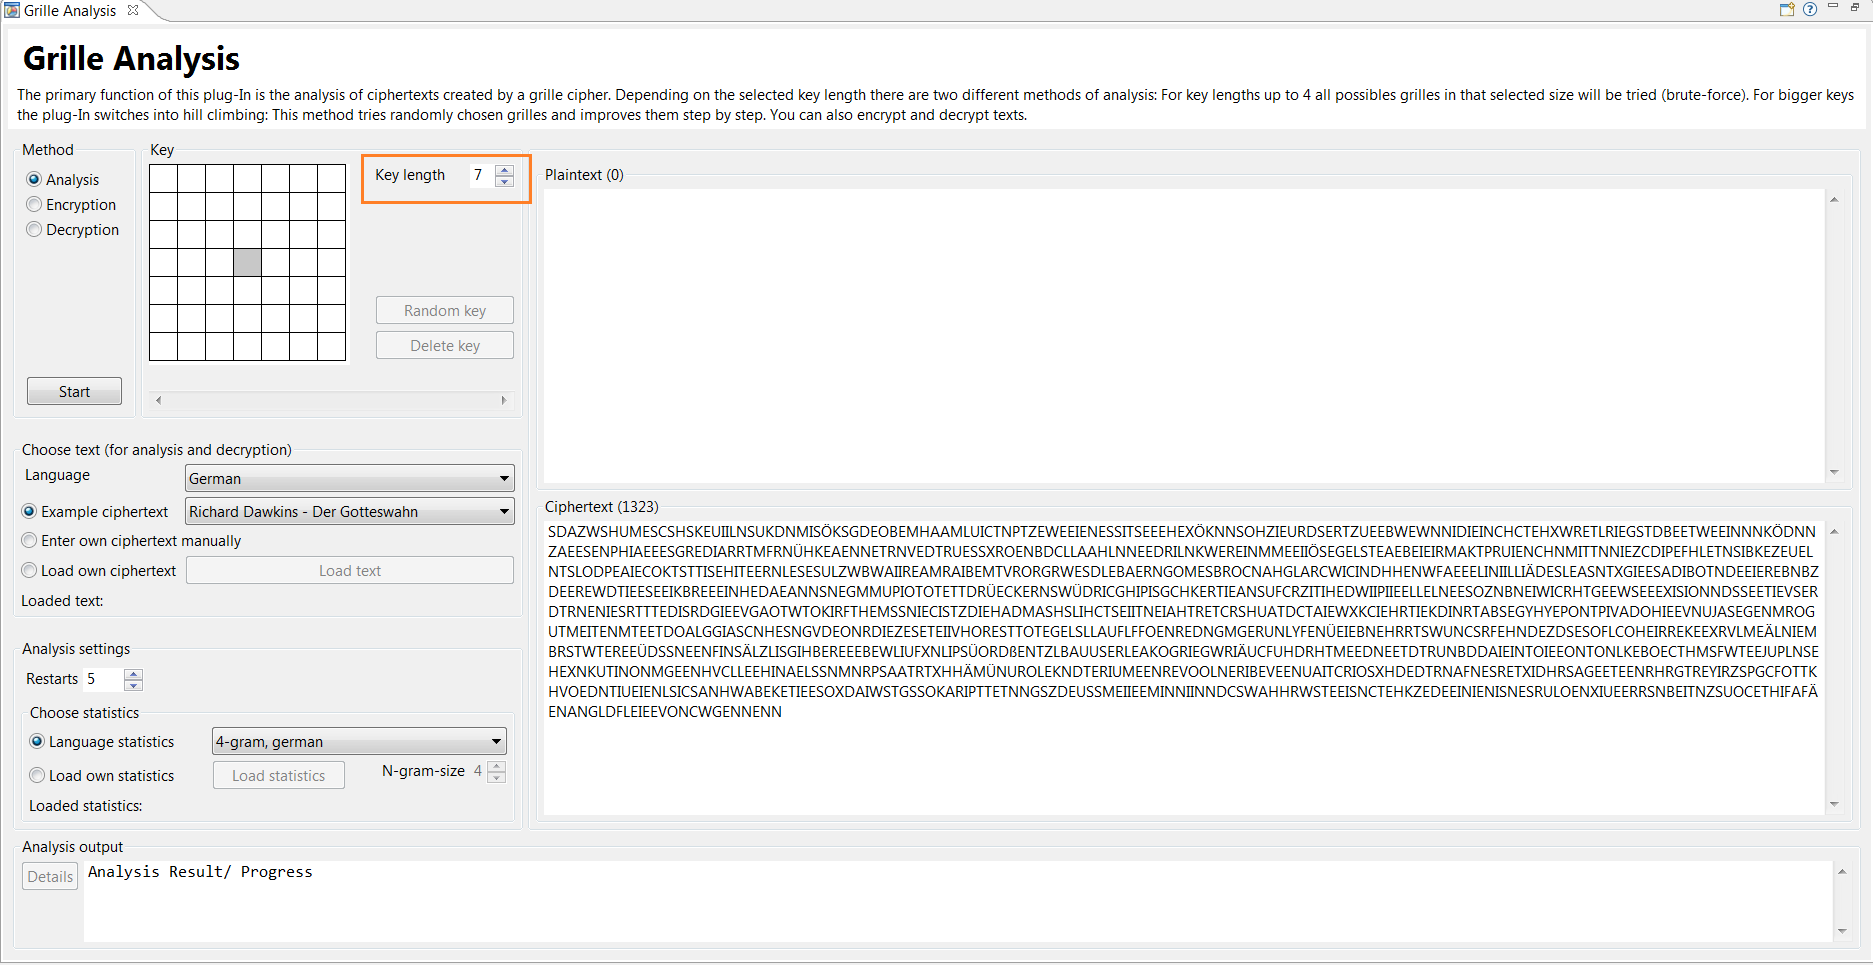 Grille Analysis
Grille Analysis
The primary function of this plug-In is the analysis of ciphertexts created by a grille cipher. Depending on the selected key length there are two different methods of analysis: For key lengths up to 4 all possibles grilles in that selected size will be tried (brute-force). For bigger keys
the plug-In switches into hill climbing: This method tries randomly chosen grilles and improves them step by step. You can also encrypt and decrypt texts.
Method
Analysis
Encryption
Decryption
Start
Key
Key length 7
Random key
Delete key
Choose text (for analysis and decryption)
Language German
Example ciphertext Richard Dawkins - Der Gotteswahn
Enter own ciphertext manually
Load own ciphertext Load text
Loaded text:
Analysis settings
Restarts 5
Choose statistics
Language statistics 4-gram, german
Load own statistics Load statistics N-gram-size 4
Loaded statistics:
Plaintext (0)
Ciphertext (1323)
SDAZWSHUMESCSHSKEUIILNSUKDNMISÖKSGDEOBEMHAAMLUICTNPTZEWEEIENESSITSEEEHEXÖKNNSOHZIEURDSERTZUEEBWEWNNIDIEINCHCTEHXWRETLRIEGSTDBEETWEEINNNKÖDNN
ZAEESENPHIAEEESGREDIARRTMFRNÜHKEAENNETRNVEDTRUESSXROENBDCLLAAHLNNEEDRILNKWEREINMMEEIIÖSEGELSTEAEBEIEIRMAKTPRUIENCHNMITTNNIEZCDIPEFHLETNSIBKEZEUEL
NTSLODPEAIECOKTSTTISEHITEERNLESESULZWBWAIIREAMRAIBEMTVRORGRWESDLEBAERNGOMESBROCNAHGLARCWICINDHHENWFAEEELINIILLIÄDESLEASNTXGIEESADIBOTNDEEIEREBNBZ
DEEREWDTIEESEEIKBREEEINHEDAEANNSNEGMMUPIOTOTETTDRÜECKERNSWÜDRICGHIPISGCHKERTIEANSUFCRZITIHEDWIIPIIEELLELNEESOZNBNEIWICRHTGEEWSEEEXISIONNDSSEETIEVSER
DTRNENIESRTTTEDISRDGIEEVGAOTWTOKIRFTHEMSSNIECISTZDIEHADMASHSLIHCTSEIITNEIAHTRETCRSHUATDCTAIEWXKCIEHRTIEKDINRTABSEGYHYEPONTPIVADOHIEEVNUJASEGENMROG
UTMEITENMTEETDOALGGIASCNHESNGVDEONRDIEZESETEIIVHORESTTOTEGELSLLAUFLFFOENREDNGMGERUNLYFENÜEIEBNEHRRTSWUNCSRFEHNDEZDSESOFLCOHEIRREKEEXRVLMEÄLNIEM
BRSTWTEREEÜDSSNEENFINSÄLZLISGIHBEREEEBEWLIUFXNLIPSÜORDßENTZLBAUUSERLEAKOGRIEGWRIÄUCFUHDRHTMEEDNEETDTRUNBDDAIEINTOIEEONTONLKEBOECTHMSFWTEEJUPLNSE
HEXNKUTINONMGEENHVCLLEEHINAELSSNMNRPSAATRTXHHÄMÜNUROLEKNDTERIUMEENREVOOLNERIBEVEENUAITCRIOSXHDEDTRNAFNESRETXIDHRSAGEETEENRHRGTREYIRZSPGCFOTTK
HVOEDNTIUEIENLSICSANHWABEKETIEESOXDAIWSTGSSOKARIPTTETNNGSZDEUSSMEIIEEMINNIINNDCSWAHHRWSTEEISNCTEHKZEDEEINIENISNESRULOENXIUEERRSNBEITNZSUOCETHIFAFÄ
ENANGLDFLEIEEVONCWGENNENN
Analysis output
Details
Analysis Result/ Progress